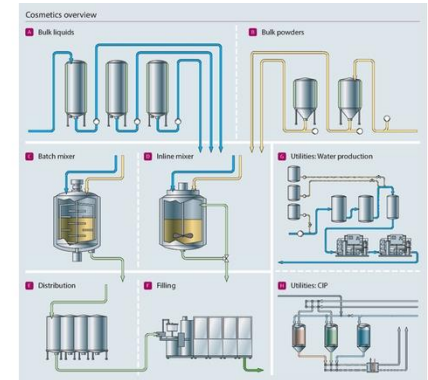 Cosmetics overview
A Bulk liquids
B Bulk powders
C Batch mixer
D Inline mixer
G Utilities: Water production
E Distribution
F Filling
H Utilities: CIP